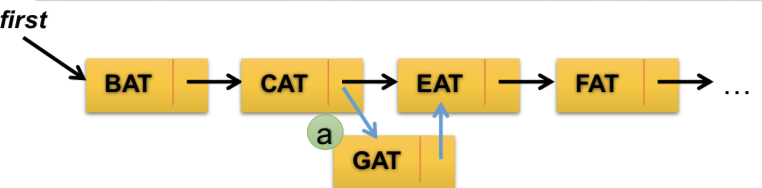 first
BAT CAT EAT FAT ...
a
GAT